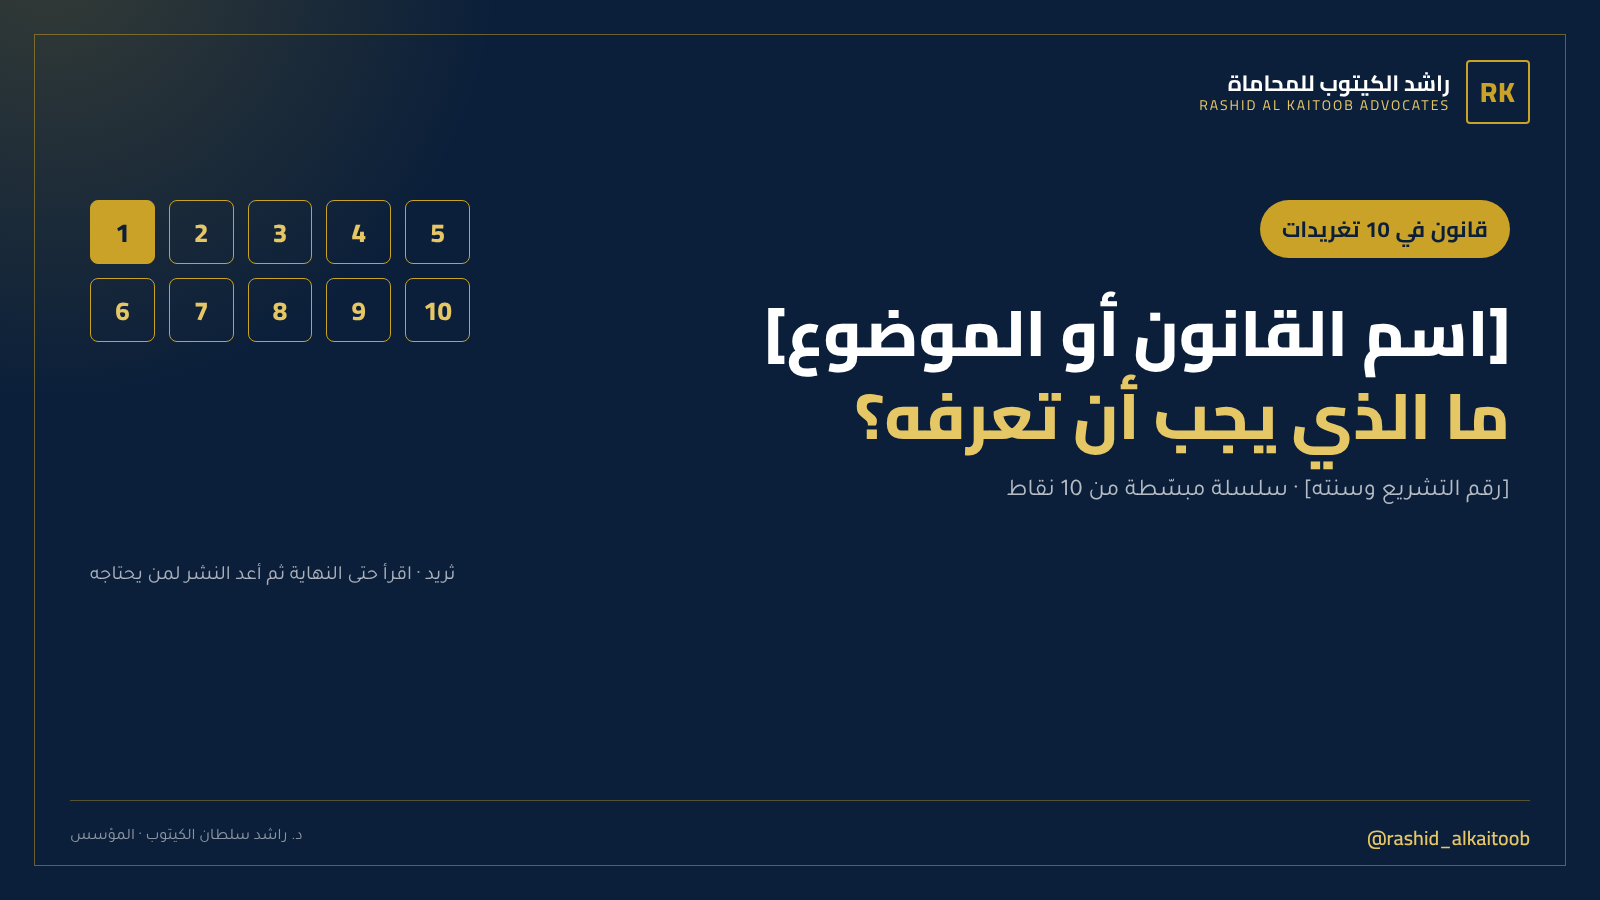 راشد الكيتوب للمحاماة
RASHID AL KAITOOB ADVOCATES
RK
قانون في 10 تغريدات
[اسم القانون أو الموضوع]
ما الذي يجب أن تعرفه؟
[رقم التشريع وسنته] · سلسلة مبسّطة من 10 نقاط
1 2 3 4 5
6 7 8 9 10
ثريد · اقرأ حتى النهاية ثم أعد النشر لمن يحتاجه
@rashid_alkaitoob
د. راشد سلطان الكيتوب · المؤسس